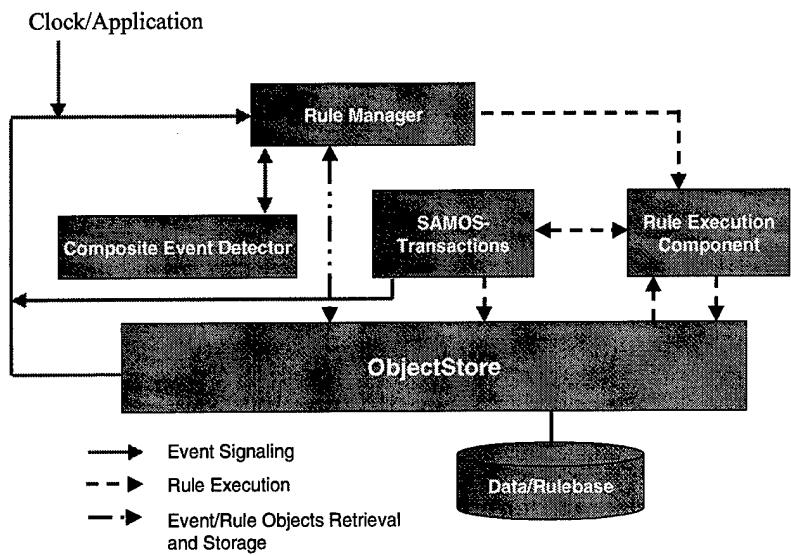 Clock/Application
Rule Manager
Composite Event Detector
SAMOS-
Transactions
Rule Execution
Component
ObjectStore
Data/Rulebase
Event Signaling
Rule Execution
Event/Rule Objects Retrieval
and Storage